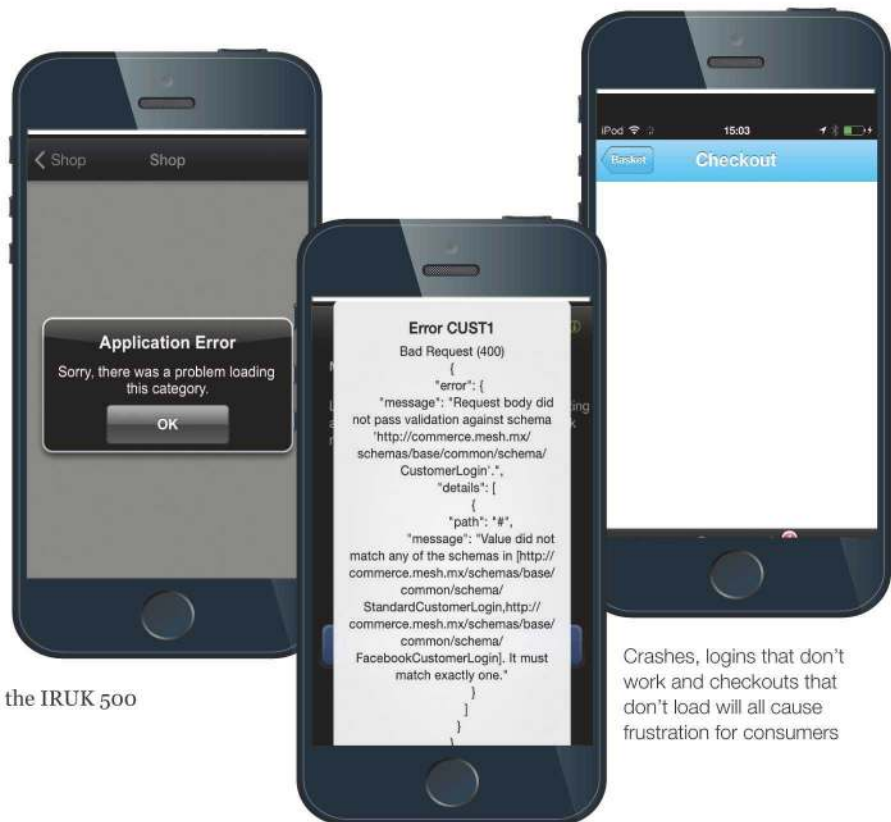 Shop
Shop
Application Error
Sorry, there was a problem loading
this category.
OK
Error CUST1
Bad Request (400)
{
"error": {
"message": "Request body did
not pass validation against schema
'http://commerce.mesh.mx/
schemas/base/common/schema/
CustomerLogin'.",
"details": [
{
"path": "#",
"message": "Value did not
match any of the schemas in [http://
commerce.mesh.mx/schemas/base/
common/schema/
StandardCustomerLogin,http://
commerce.mesh.mx/schemas/base/
common/schema/
FacebookCustomerLogin]. It must
match exactly one."
}
]
}
iPod
15:03
Basket
Checkout
the IRUK 500
Crashes, logins that don't
work and checkouts that
don't load will all cause
frustration for consumers